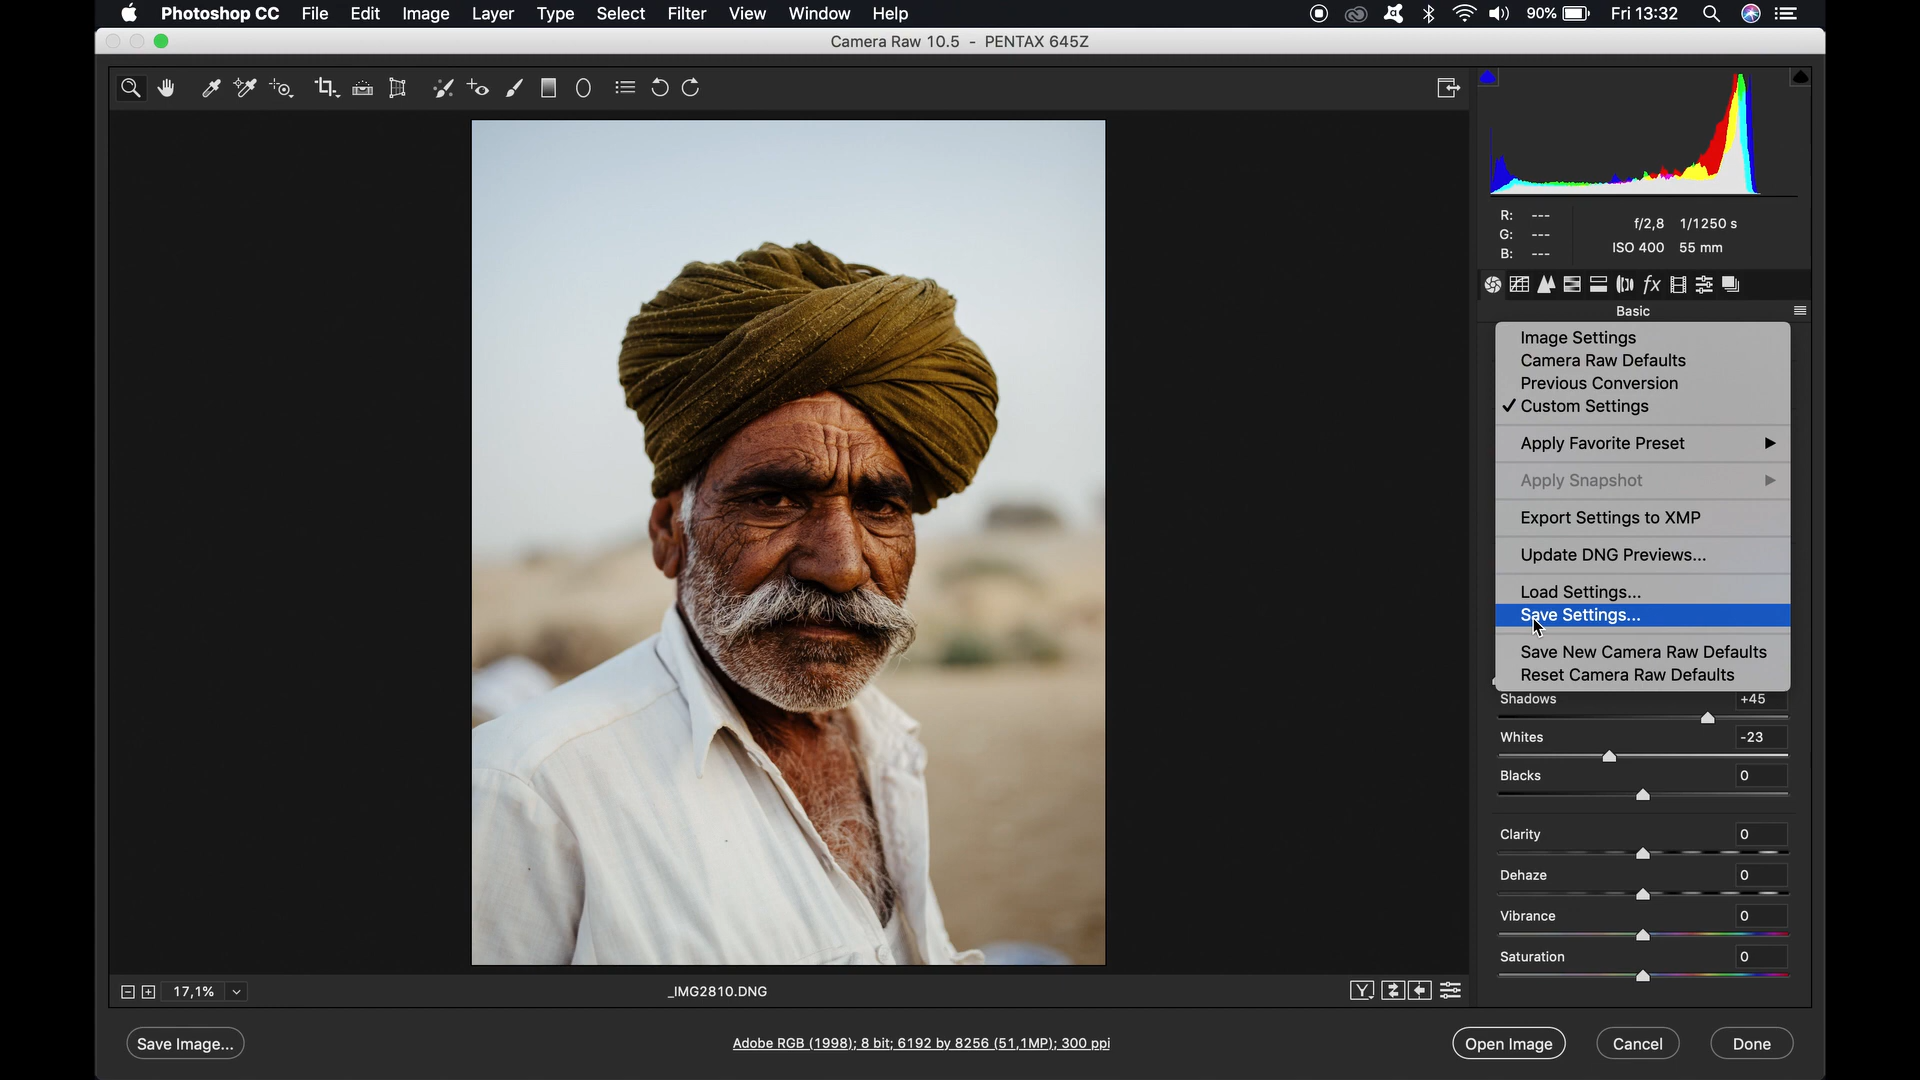 Photoshop CC File Edit Image Layer Type Select Filter View Window Help 90% Fri 13:32
Camera Raw 10.5 - PENTAX 645Z
R: ---
G: ---
B: ---
f/2,8 1/1250 s
ISO 400 55 mm
fx
Basic
Image Settings
Camera Raw Defaults
Previous Conversion
✓ Custom Settings
Apply Favorite Preset
Apply Snapshot
Export Settings to XMP
Update DNG Previews...
Load Settings...
Save Settings...
Save New Camera Raw Defaults
Reset Camera Raw Defaults
Shadows +45
Whites -23
Blacks 0
Clarity 0
Dehaze 0
Vibrance 0
Saturation 0
17,1% _IMG2810.DNG Y
Save Image... Adobe RGB (1998); 8 bit; 6192 by 8256 (51,1MP); 300 ppi Open Image Cancel Done